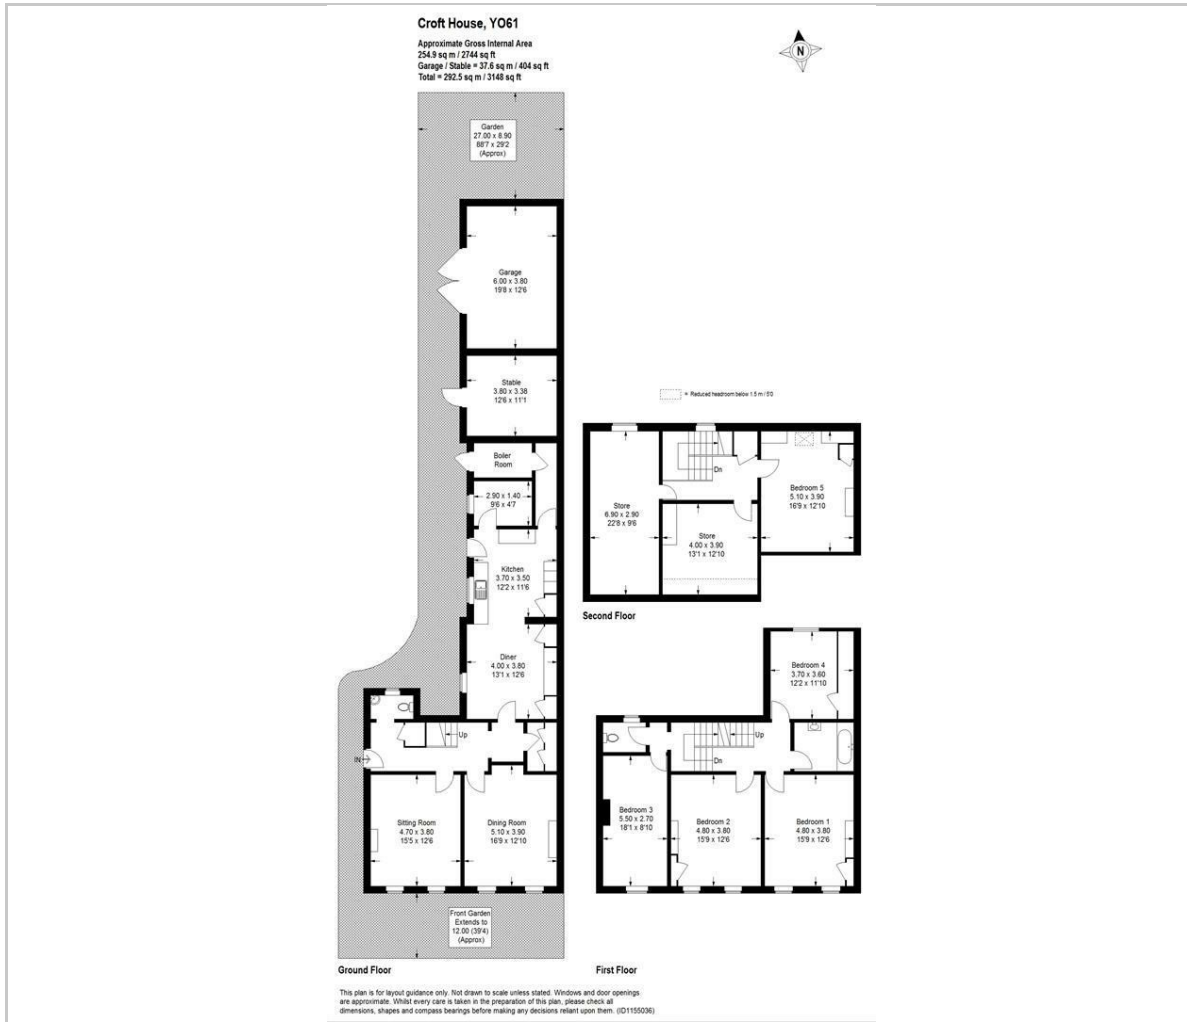 Croft House, YO61
Approximate Gross Internal Area
254.9 sq m / 2744 sq ft
Garage / Stable = 37.6 sq m / 404 sq ft
Total = 292.5 sq m / 3148 sq ft
N
Garden
27.00 x 8.90
88'7 x 29'2
(Approx)
Garage
6.00 x 3.80
19'8 x 12'6
Stable
3.80 x 3.38
12'6 x 11'1
Boiler
Room
2.90 x 1.40
9'6 x 4'7
Kitchen
3.70 x 3.50
12'2 x 11'6
Diner
4.00 x 3.80
13'1 x 12'6
Up
IN
Sitting Room
4.70 x 3.80
15'5 x 12'6
Dining Room
5.10 x 3.90
16'9 x 12'10
Front Garden
Extends to
12.00 (39'4)
(Approx)
Ground Floor
= Reduced headroom below 1.5 m / 5'0
Dn
Store
6.90 x 2.90
22'8 x 9'6
Store
4.00 x 3.90
13'1 x 12'10
Bedroom 5
5.10 x 3.90
16'9 x 12'10
Second Floor
Bedroom 4
3.70 x 3.60
12'2 x 11'10
Up
Dn
Bedroom 3
5.50 x 2.70
18'1 x 8'10
Bedroom 2
4.80 x 3.80
15'9 x 12'6
Bedroom 1
4.80 x 3.80
15'9 x 12'6
First Floor
This plan is for layout guidance only. Not drawn to scale unless stated. Windows and door openings
are approximate. Whilst every care is taken in the preparation of this plan, please check all
dimensions, shapes and compass bearings before making any decisions reliant upon them. (ID1155036)